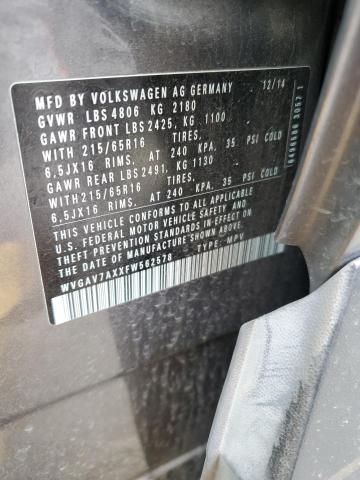 MFD BY VOLKSWAGEN AG GERMANY 12/14
GVWR LBS 4806 KG 2180
GAWR FRONT LBS 2425, KG 1100
WITH 215/65R16 TIRES,
6,5JX16 RIMS, AT 240 KPA, 35 PSI COLD
GAWR REAR LBS 2491, KG 1130
WITH 215/65R16 TIRES,
6,5JX16 RIMS, AT 240 KPA, 35 PSI COLD
THIS VEHICLE CONFORMS TO ALL APPLICABLE
U.S. FEDERAL MOTOR VEHICLE SAFETY AND
THEFT PREVENTION STANDARDS IN EFFECT ON
THE DATE OF MANUFACTURE SHOWN ABOVE.
WVGAV7AXXFW562578 TYPE: MPV